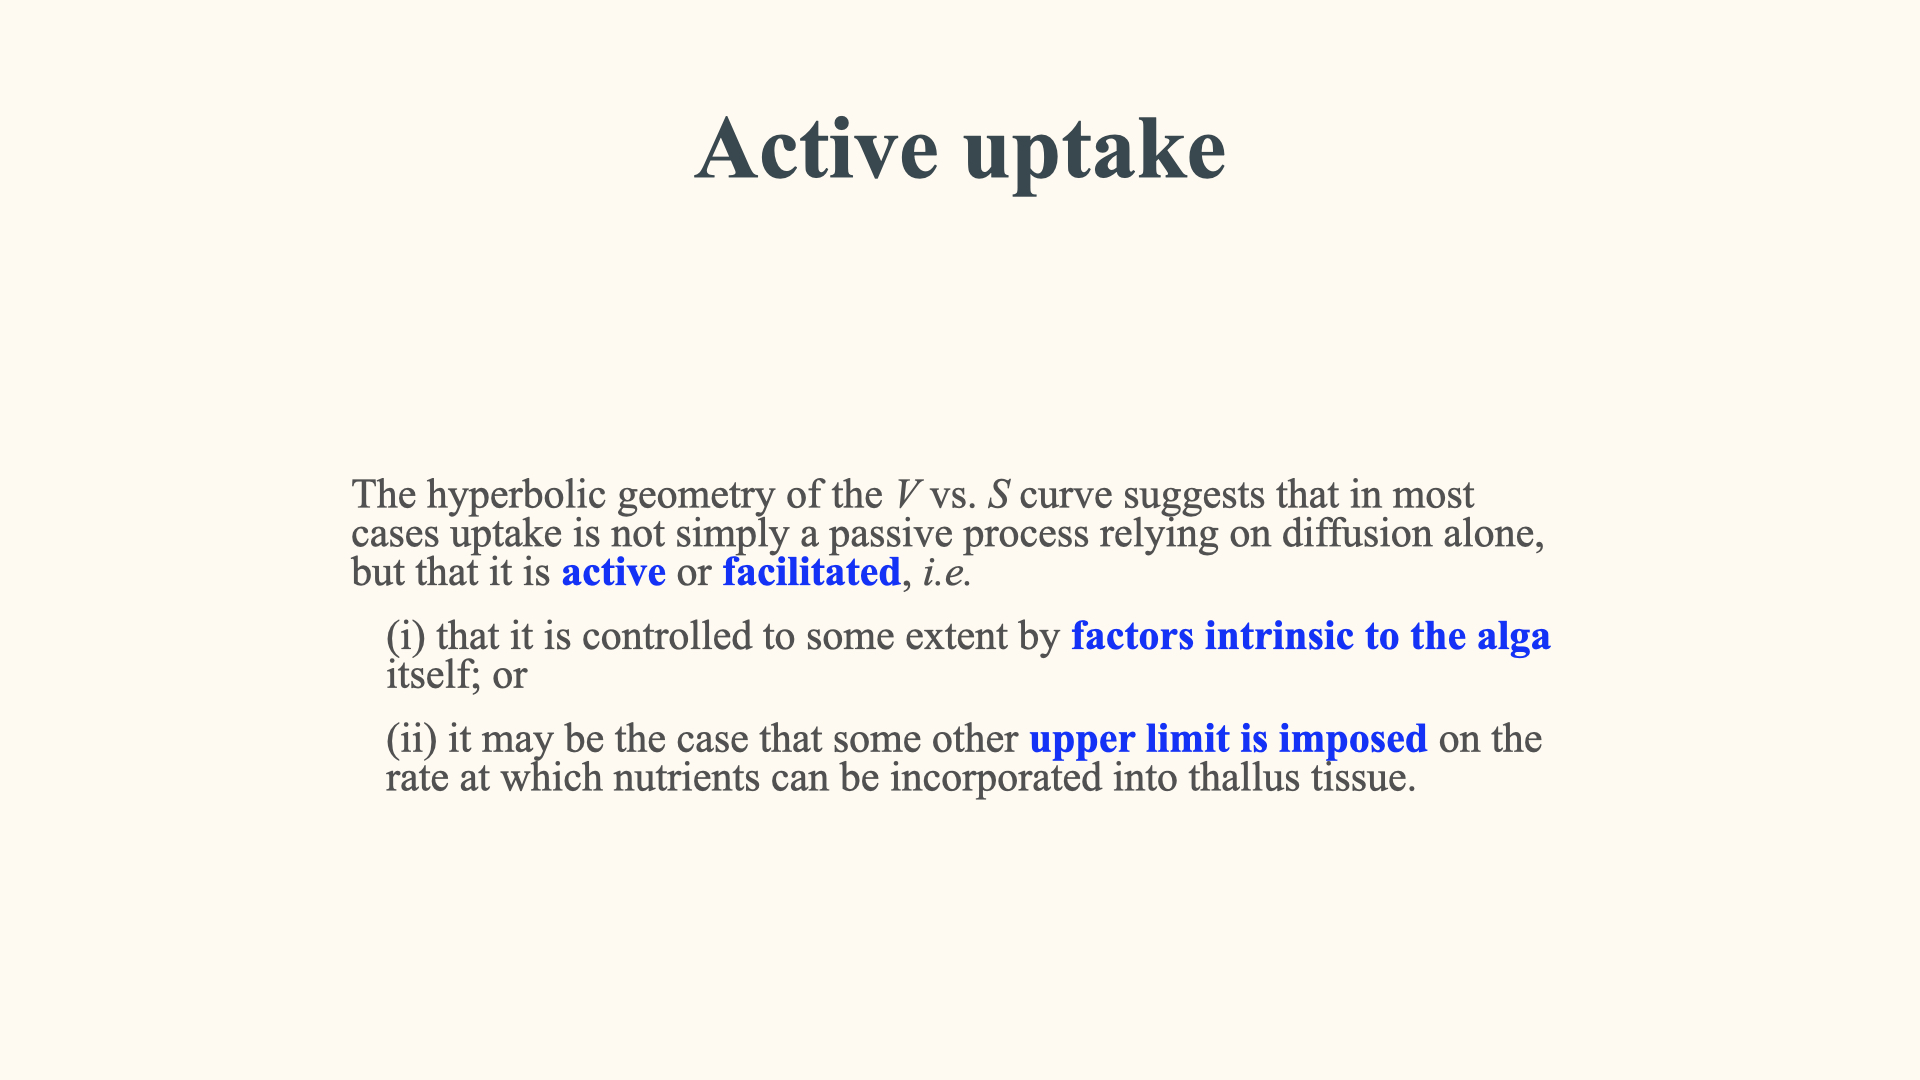 Active uptake
The hyperbolic geometry of the V vs. S curve suggests that in most
cases uptake is not simply a passive process relying on diffusion alone,
but that it is active or facilitated, i.e.
(i) that it is controlled to some extent by factors intrinsic to the alga
itself; or
(ii) it may be the case that some other upper limit is imposed on the
rate at which nutrients can be incorporated into thallus tissue.